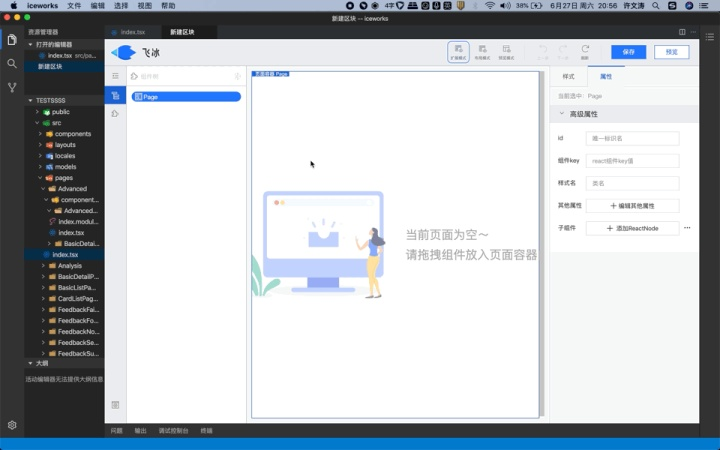 iceworks 文件 编辑 选择 视图 帮助
4字 38% 6月27日 周六 20:56 许文涛
新建区块 -- iceworks
资源管理器
index.tsx 新建区块
打开的编辑器
index.tsx src/pa...
新建区块
飞冰
保存 预览
TESTSSSS
public
src
components
layouts
locales
models
pages
Advanced
component...
Advanced...
index.modul...
index.tsx
BasicDetai...
index.tsx
Analysis
BasicDetailP...
BasicListPa...
CardListPag...
FeedbackFai...
FeedbackFo...
FeedbackNo...
FeedbackSe...
FeedbackSu...
大纲
活动编辑器无法提供大纲信息
组件树
Page
页面容器 Page
当前页面为空～
请拖拽组件放入页面容器
样式 属性
当前选中: Page
高级属性
id 唯一标识名
组件key react组件key值
样式名 类名
其他属性 ＋ 编辑其他属性
子组件 ＋ 添加ReactNode ...
问题 输出 调试控制台 终端